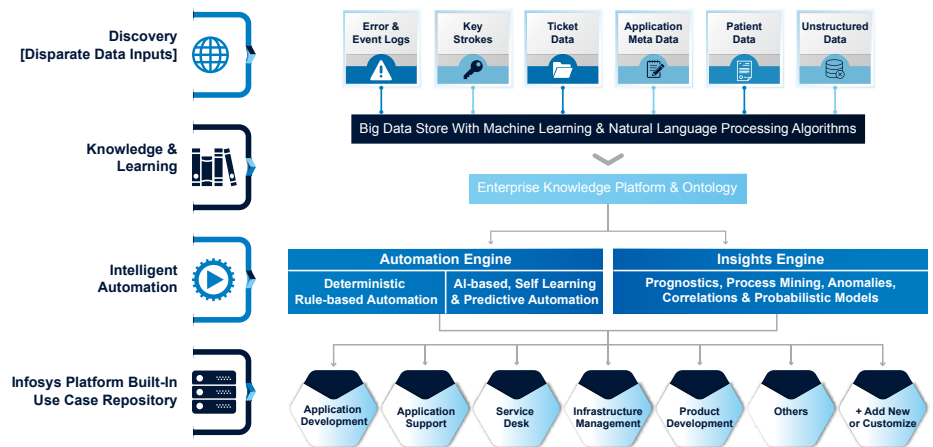 Discovery
[Disparate Data Inputs]
Error &
Event Logs
Key
Strokes
Ticket
Data
Application
Meta Data
Patient
Data
Unstructured
Data
Big Data Store With Machine Learning & Natural Language Processing Algorithms
Knowledge &
Learning
Enterprise Knowledge Platform & Ontology
Intelligent
Automation
Automation Engine
Deterministic
Rule-based Automation
AI-based, Self Learning
& Predictive Automation
Insights Engine
Prognostics, Process Mining, Anomalies,
Correlations & Probabilistic Models
Infosys Platform Built-In
Use Case Repository
Application
Development
Application
Support
Service
Desk
Infrastructure
Management
Product
Development
Others
+ Add New
or Customize